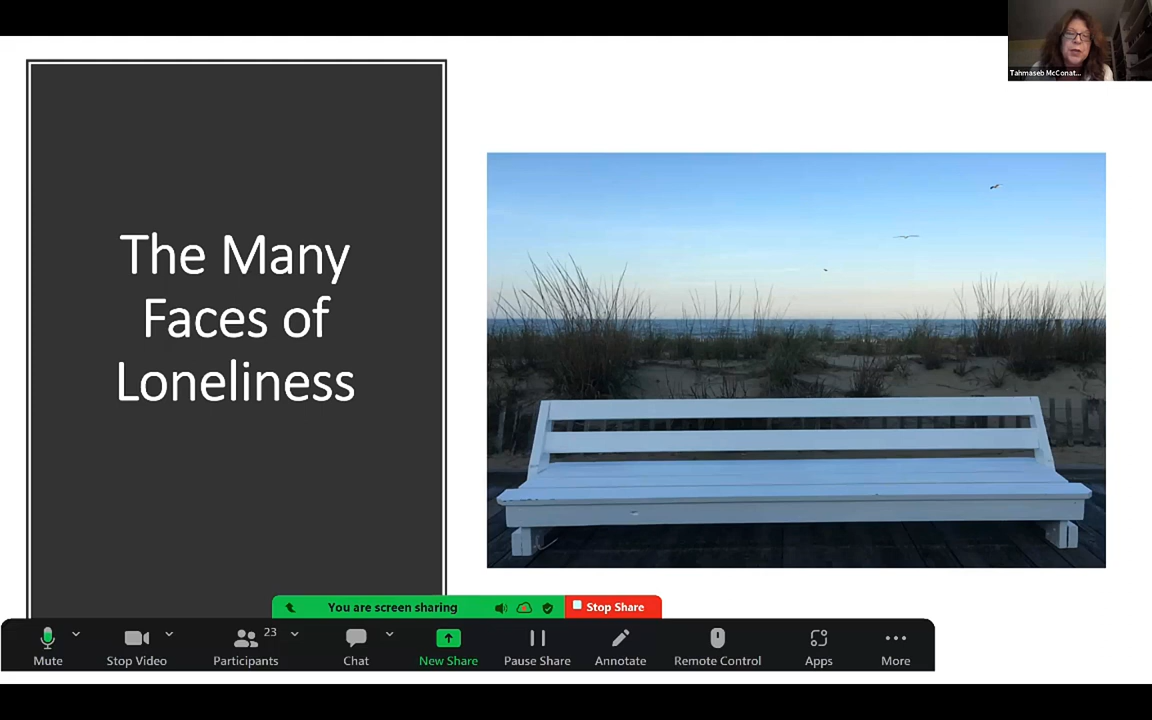 Tahmaseb McConat...
The Many
Faces of
Loneliness
You are screen sharing
Stop Share
23
Mute
Stop Video
Participants
Chat
New Share
Pause Share
Annotate
Remote Control
Apps
More